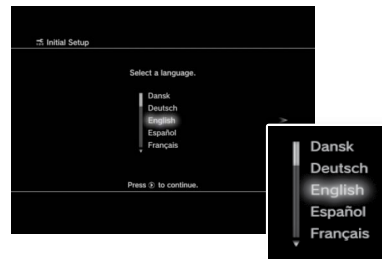 Initial Setup
Select a language.
Dansk
Deutsch
English
Español
Français
Press ⓧ to continue.
Dansk
Deutsch
English
Español
Français